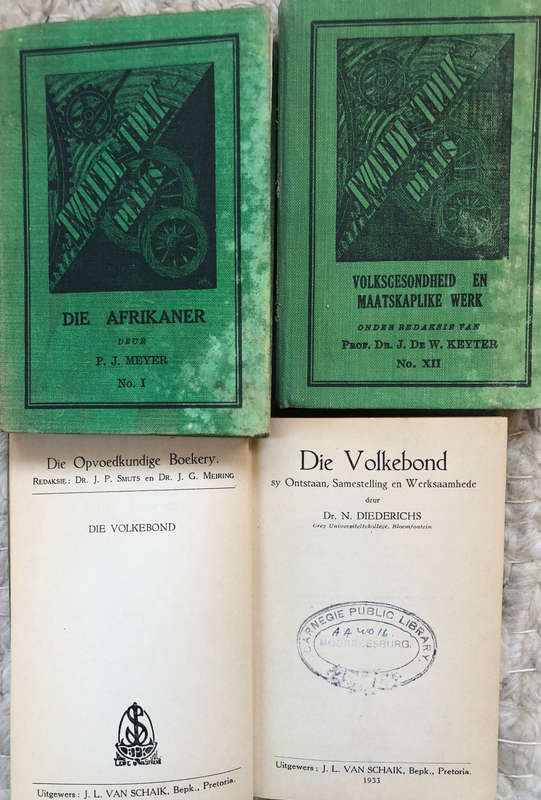 TWEEDE TREK
REEKS
DIE AFRIKANER
DEUR
P. J. MEYER
No. I
TWEEDE TREK
REEKS
VOLKSGESONDHEID EN
MAATSKAPLIKE WERK
ONDER REDAKSIE VAN
PROF. DR. J. DE W. KEYTER
No. XII
Die Opvoedkundige Boekery.
REDAKSIE: DR. J. P. SMUTS en DR. J. G. MEIRING
DIE VOLKEBOND
Uitgewers: J. L. VAN SCHAIK, Bepk., Pretoria.
Die Volkebond
sy Ontstaan, Samestelling en Werksaamhede
deur
Dr. N. DIEDERICHS
Grey Universiteitskollege, Bloemfontein
CARNEGIE PUBLIC LIBRARY.
MOORREESBURG.
Uitgewers: J. L. VAN SCHAIK, Bepk., Pretoria.
1933